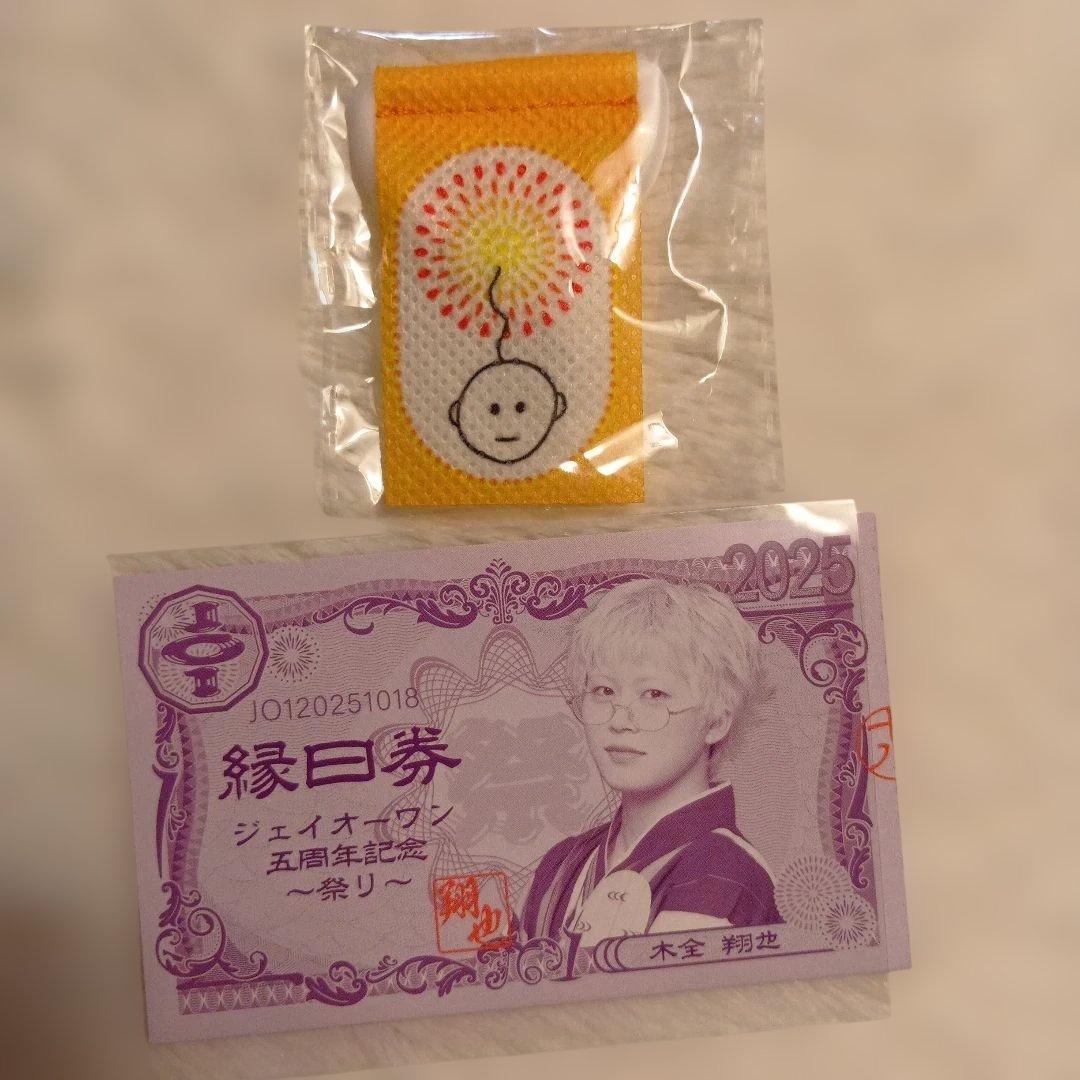 2025
JO120251018
縁日券
ジェイオーワン
五周年記念
〜祭り〜
翔也
木全 翔也